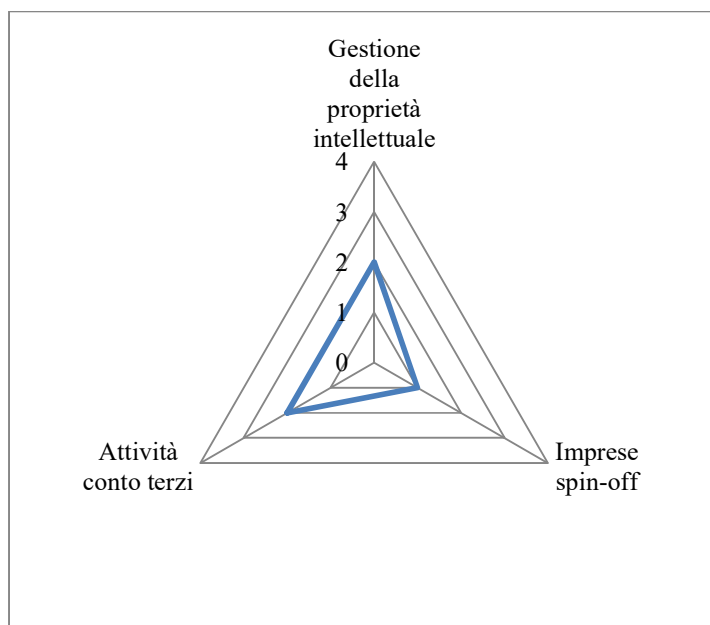 Gestione
della
proprietà
intellettuale
4
3
2
1
0
Attività
conto terzi
Imprese
spin-off